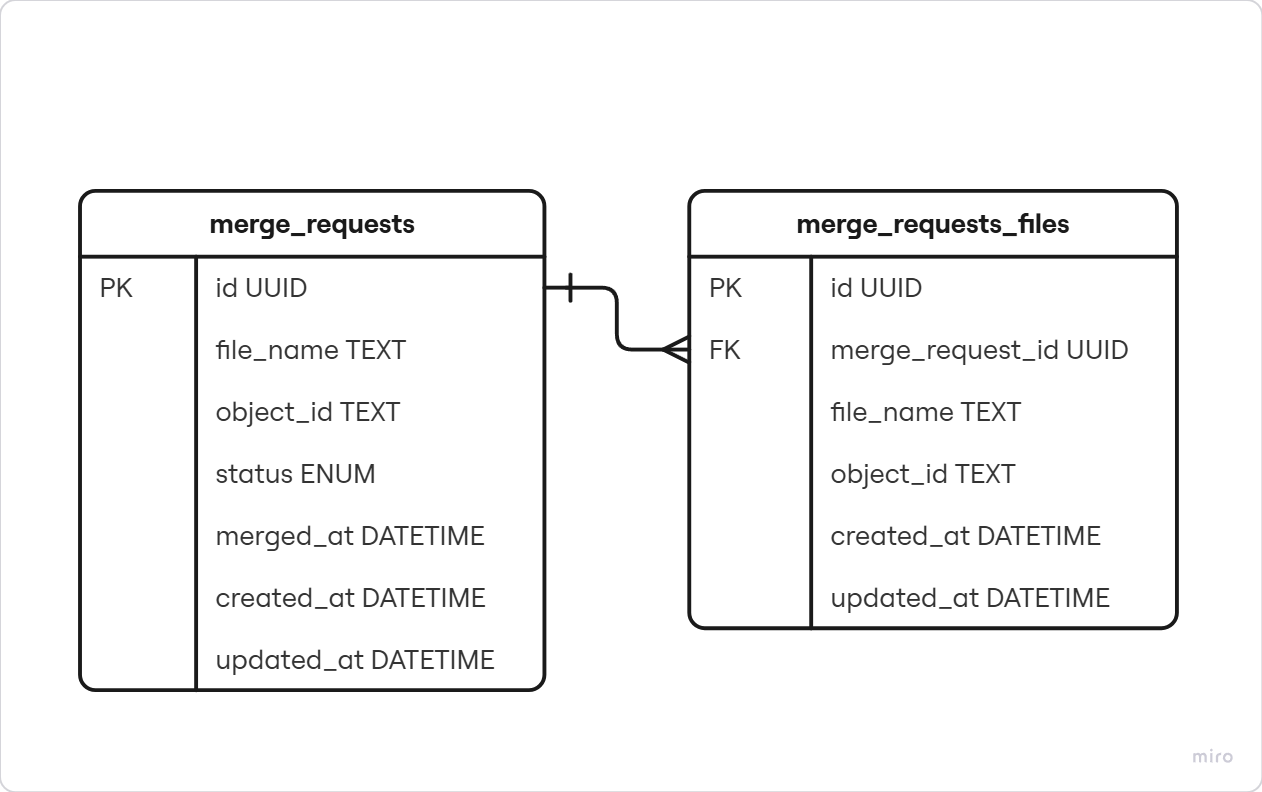 merge_requests
PK id UUID
file_name TEXT
object_id TEXT
status ENUM
merged_at DATETIME
created_at DATETIME
updated_at DATETIME
merge_requests_files
PK id UUID
FK merge_request_id UUID
file_name TEXT
object_id TEXT
created_at DATETIME
updated_at DATETIME
miro